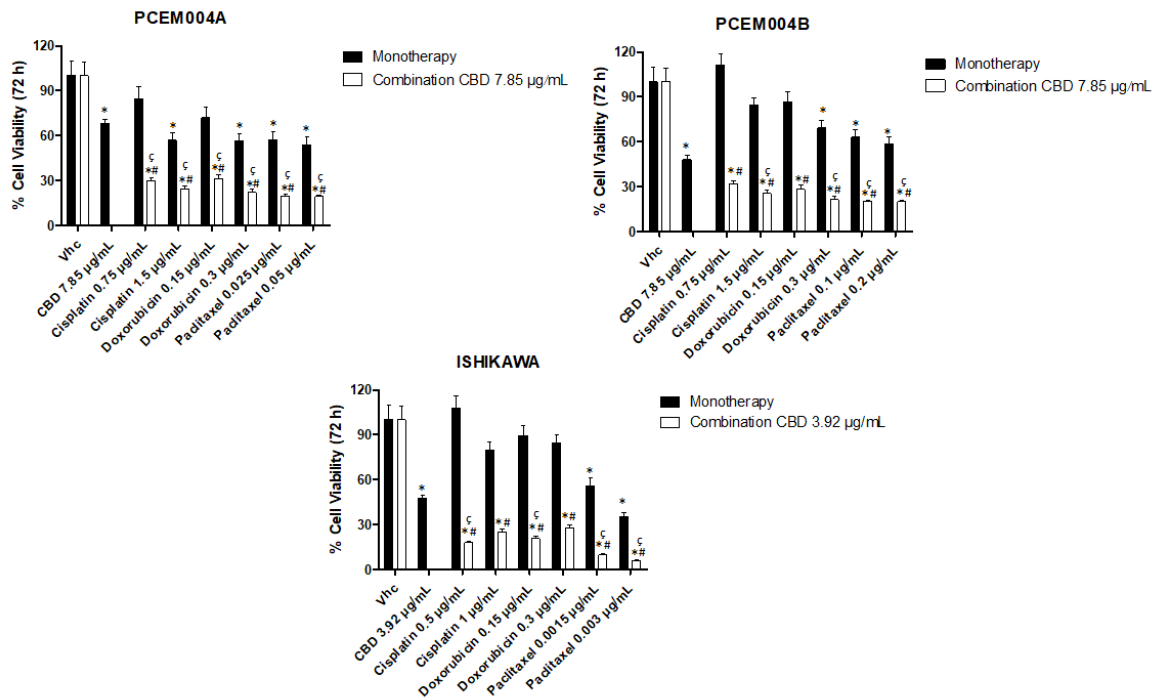 PCEM004A
120
90
60
30
0
% Cell Viability (72 h)
Monotherapy
Combination CBD 7.85 µg/mL
*
*
*
*
*
ç
*#
ç
*#
ç
*#
ç
*#
ç
*#
ç
*#
Vhc
CBD 7.85 µg/mL
Cisplatin 0.75 µg/mL
Cisplatin 1.5 µg/mL
Doxorubicin 0.15 µg/mL
Doxorubicin 0.3 µg/mL
Paclitaxel 0.025 µg/mL
Paclitaxel 0.05 µg/mL
PCEM004B
120
90
60
30
0
% Cell Viability (72 h)
Monotherapy
Combination CBD 7.85 µg/mL
*
*
*
*
*#
ç
*#
*#
ç
*#
ç
*#
ç
*#
Vhc
CBD 7.85 µg/mL
Cisplatin 0.75 µg/mL
Cisplatin 1.5 µg/mL
Doxorubicin 0.15 µg/mL
Doxorubicin 0.3 µg/mL
Paclitaxel 0.1 µg/mL
Paclitaxel 0.2 µg/mL
ISHIKAWA
120
90
60
30
0
% Cell Viability (72 h)
Monotherapy
Combination CBD 3.92 µg/mL
*
*
*
ç
*#
*#
ç
*#
*#
ç
*#
ç
*#
Vhc
CBD 3.92 µg/mL
Cisplatin 0.5 µg/mL
Cisplatin 1 µg/mL
Doxorubicin 0.15 µg/mL
Doxorubicin 0.3 µg/mL
Paclitaxel 0.0015 µg/mL
Paclitaxel 0.003 µg/mL